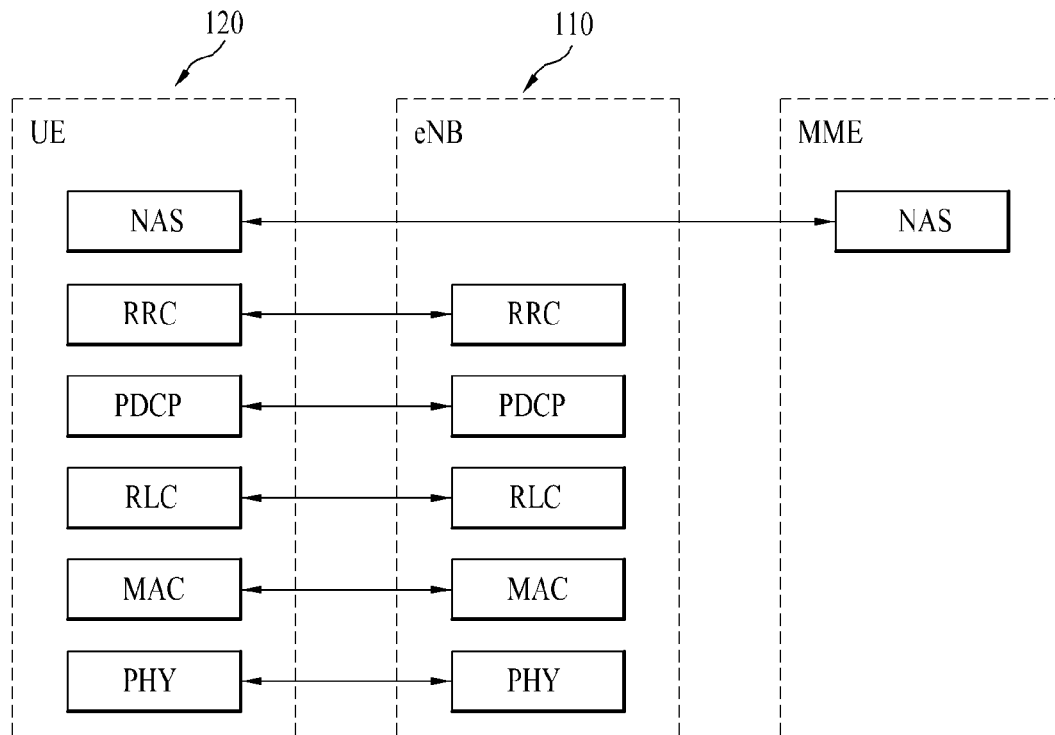 120 110
UE eNB MME
NAS NAS
RRC RRC
PDCP PDCP
RLC RLC
MAC MAC
PHY PHY